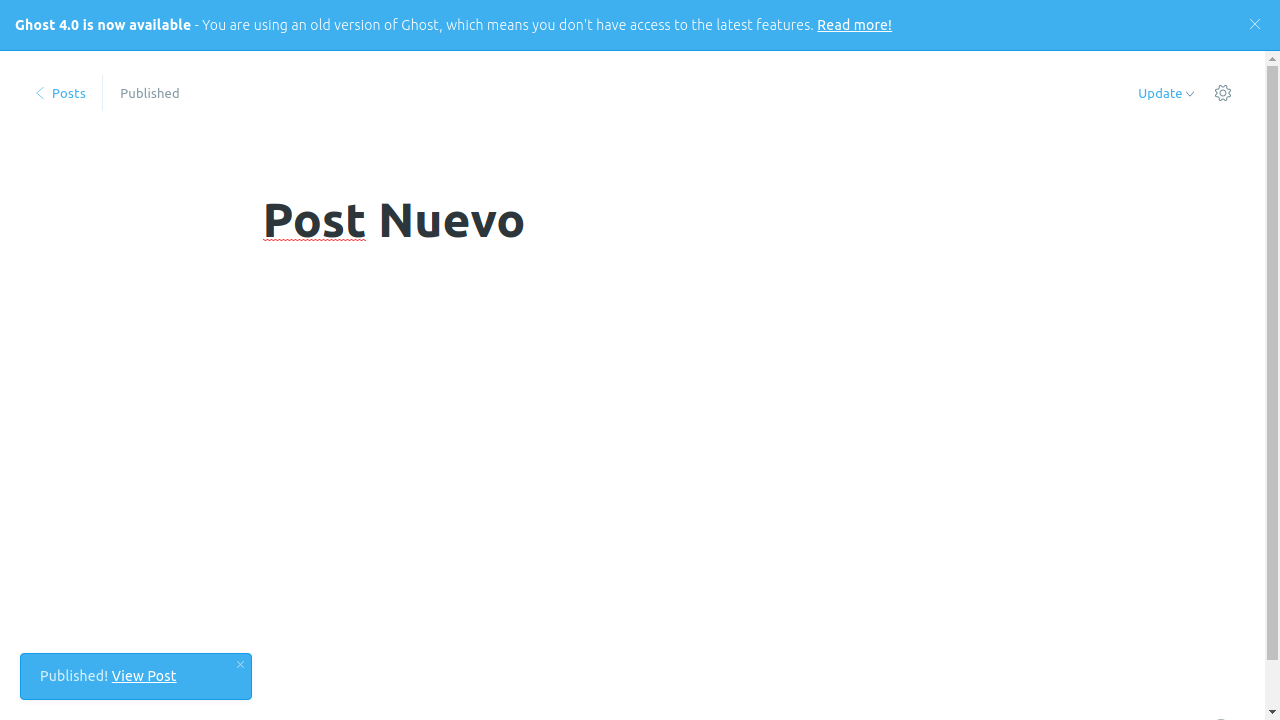 Ghost 4.0 is now available - You are using an old version of Ghost, which means you don't have access to the latest features. Read more!
Posts
Published
Update
Post Nuevo
Published! View Post